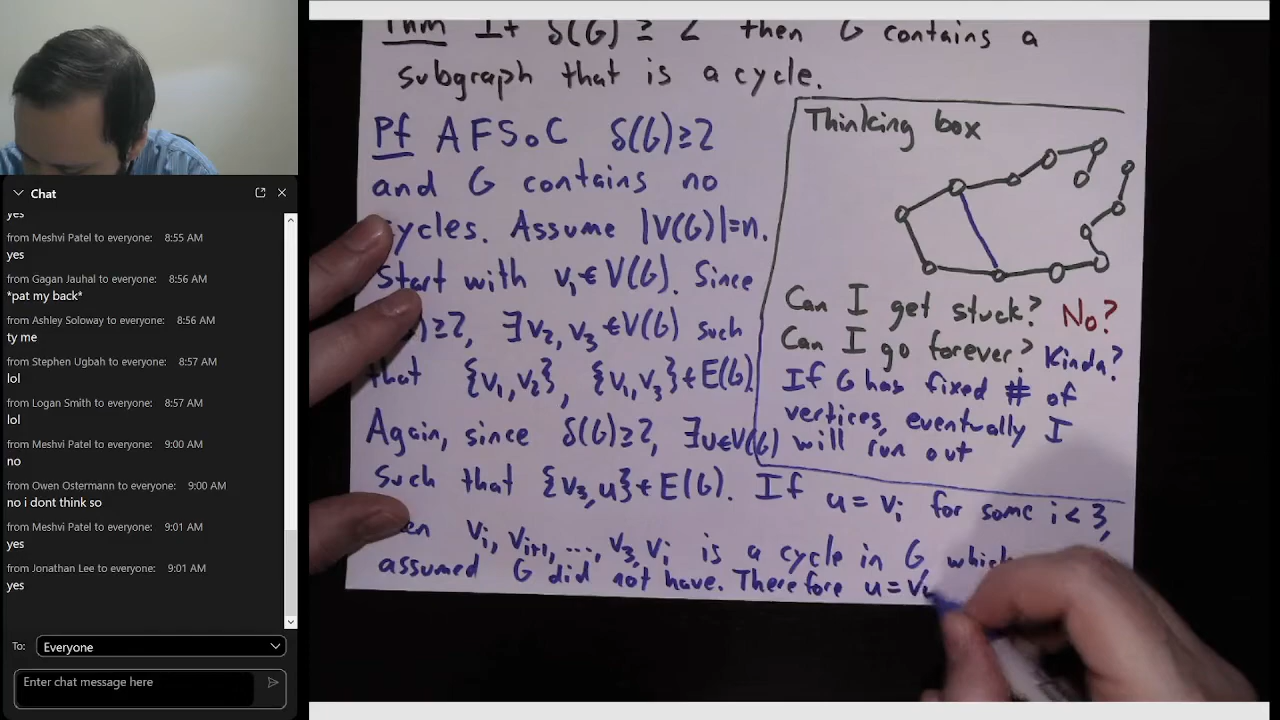 Chat
yes
from Meshvi Patel to everyone: 8:55 AM
yes
from Gagan Jauhal to everyone: 8:56 AM
*pat my back*
from Ashley Soloway to everyone: 8:56 AM
ty me
from Stephen Ugbah to everyone: 8:57 AM
lol
from Logan Smith to everyone: 8:57 AM
lol
from Meshvi Patel to everyone: 9:00 AM
no
from Owen Ostermann to everyone: 9:00 AM
no i dont think so
from Meshvi Patel to everyone: 9:01 AM
yes
from Jonathan Lee to everyone: 9:01 AM
yes
To: Everyone
Enter chat message here
Thm If δ(G) ≥ 2 then G contains a
subgraph that is a cycle.
Pf AFSoC δ(G)≥2
and G contains no
cycles. Assume |V(G)|=n.
Start with v₁∈V(G). Since
)≥2, ∃v₂,v₃∈V(G) such
that {v₁,v₂}, {v₁,v₃}∈E(G).
Again, since δ(G)≥2, ∃u∈V(G)
such that {v₃,u}∈E(G). If u=vᵢ for some i<3,
vᵢ, vᵢ₊₁, ..., v₃, vᵢ is a cycle in G, which
assumed G did not have. Therefore u=v₄
Thinking box
Can I get stuck? No?
Can I go forever? Kinda?
If G has fixed # of
vertices, eventually I
will run out